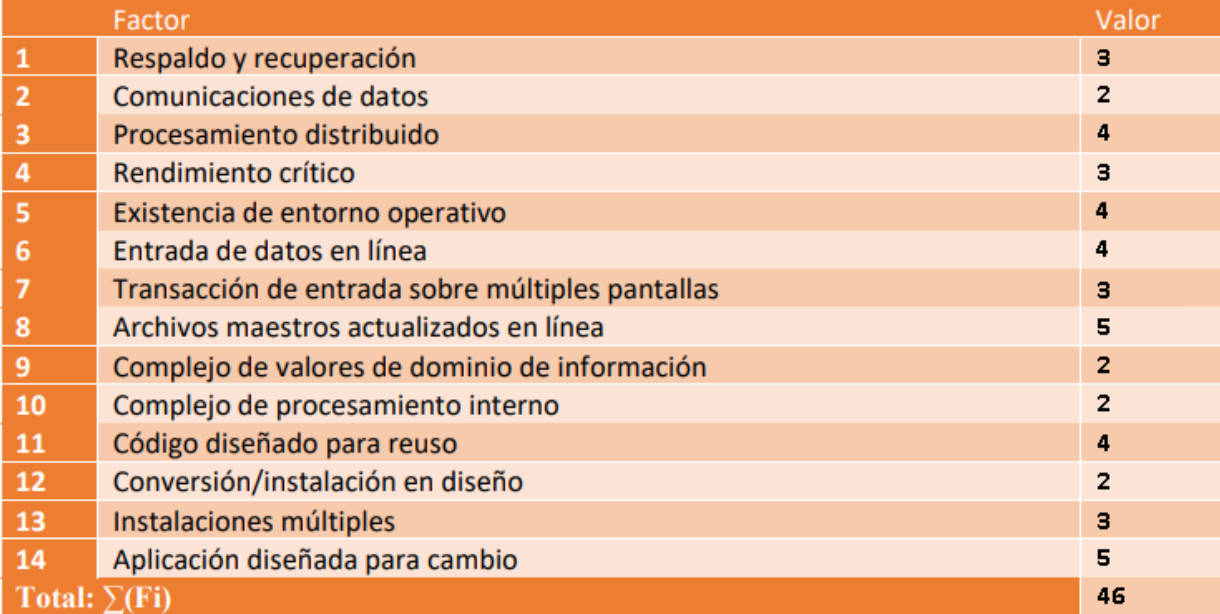 Factor Valor
1 Respaldo y recuperación 3
2 Comunicaciones de datos 2
3 Procesamiento distribuido 4
4 Rendimiento crítico 3
5 Existencia de entorno operativo 4
6 Entrada de datos en línea 4
7 Transacción de entrada sobre múltiples pantallas 3
8 Archivos maestros actualizados en línea 5
9 Complejo de valores de dominio de información 2
10 Complejo de procesamiento interno 2
11 Código diseñado para reuso 4
12 Conversión/instalación en diseño 2
13 Instalaciones múltiples 3
14 Aplicación diseñada para cambio 5
Total: ∑(Fi) 46